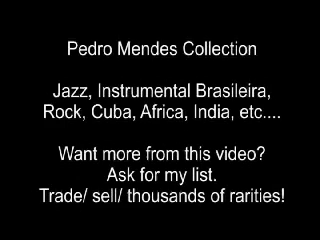 Pedro Mendes Collection
Jazz, Instrumental Brasileira,
Rock, Cuba, Africa, India, etc....
Want more from this video?
Ask for my list.
Trade/ sell/ thousands of rarities!